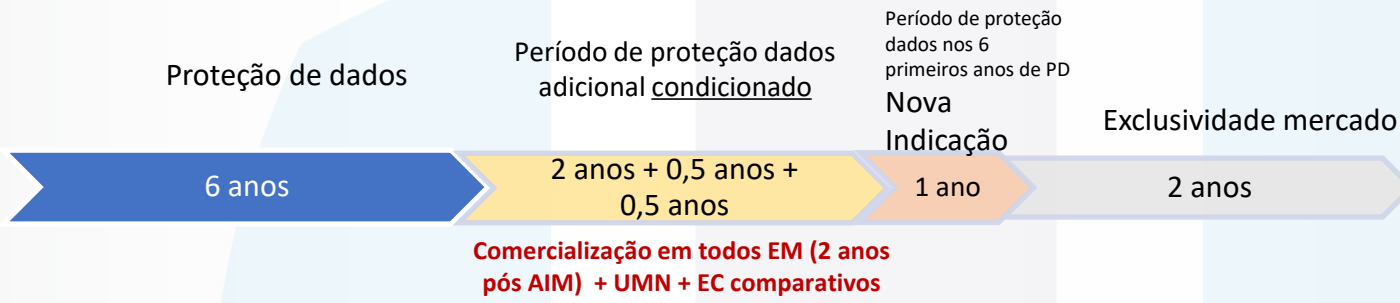 Proteção de dados
Período de proteção dados
adicional condicionado
Período de proteção
dados nos 6
primeiros anos de PD
Nova
Indicação
Exclusividade mercado
6 anos
2 anos + 0,5 anos +
0,5 anos
1 ano
2 anos
Comercialização em todos EM (2 anos
pós AIM) + UMN + EC comparativos